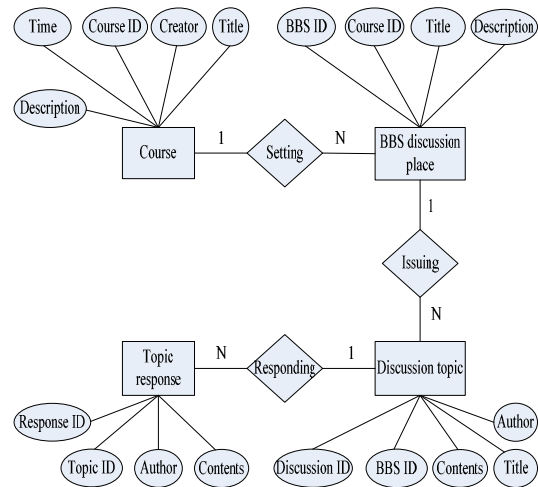 Time
Course ID
Creator
Title
BBS ID
Course ID
Title
Description
Description
Course
1
Setting
N
BBS discussion
place
1
Issuing
N
Topic
response
N
Responding
1
Discussion topic
Response ID
Author
Topic ID
Author
Contents
Discussion ID
BBS ID
Contents
Title